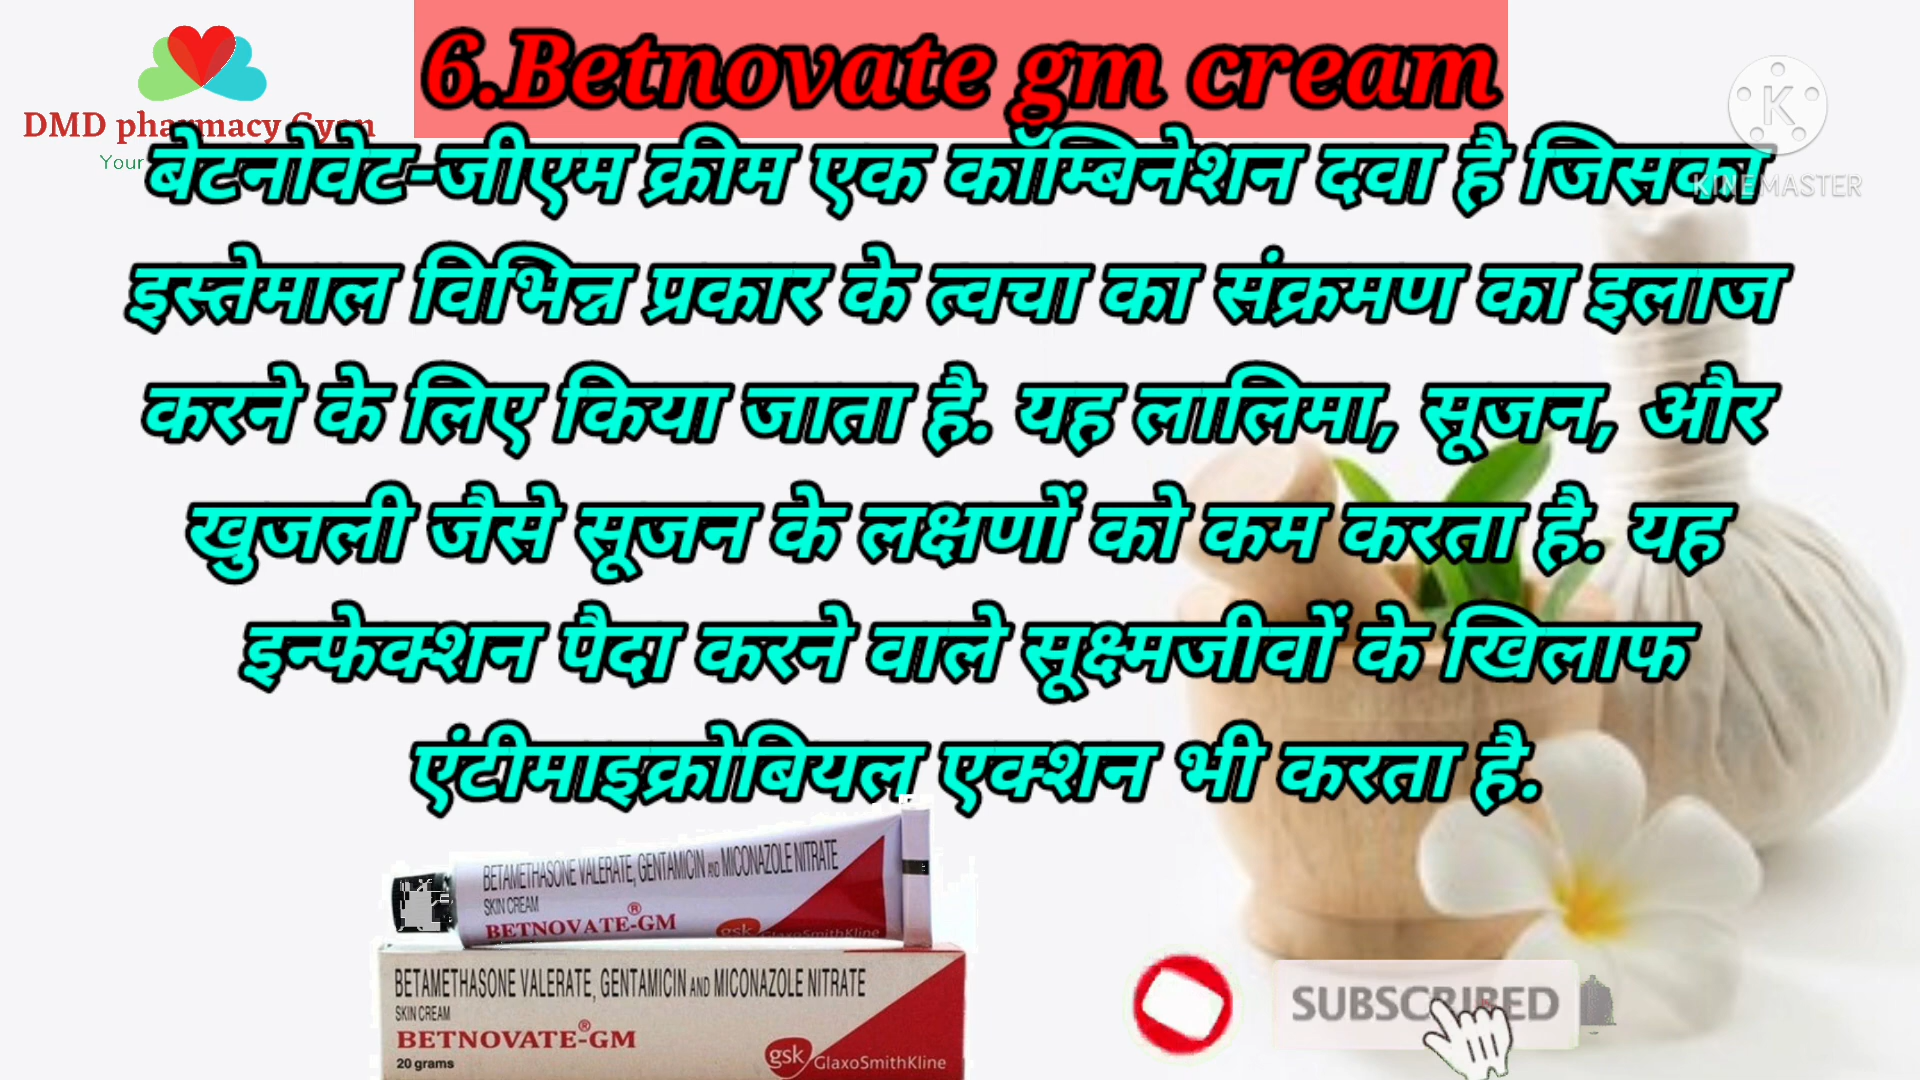 6.Betnovate gm cream
DMD pharmacy Gyan
Your
बेटनोवेट-जीएम क्रीम एक कॉम्बिनेशन दवा है जिसका
KINEMASTER
इस्तेमाल विभिन्न प्रकार के त्वचा का संक्रमण का इलाज
करने के लिए किया जाता है. यह लालिमा, सूजन, और
खुजली जैसे सूजन के लक्षणों को कम करता है. यह
इन्फेक्शन पैदा करने वाले सूक्ष्मजीवों के खिलाफ
एंटीमाइक्रोबियल एक्शन भी करता है.
BETAMETHASONE VALERATE, GENTAMICIN AND MICONAZOLE NITRATE
SKIN CREAM
BETNOVATE-GM®
gsk GlaxoSmithKline
BETAMETHASONE VALERATE, GENTAMICIN AND MICONAZOLE NITRATE
SKIN CREAM
BETNOVATE®-GM
20 grams
gsk GlaxoSmithKline
SUBSCRIBED